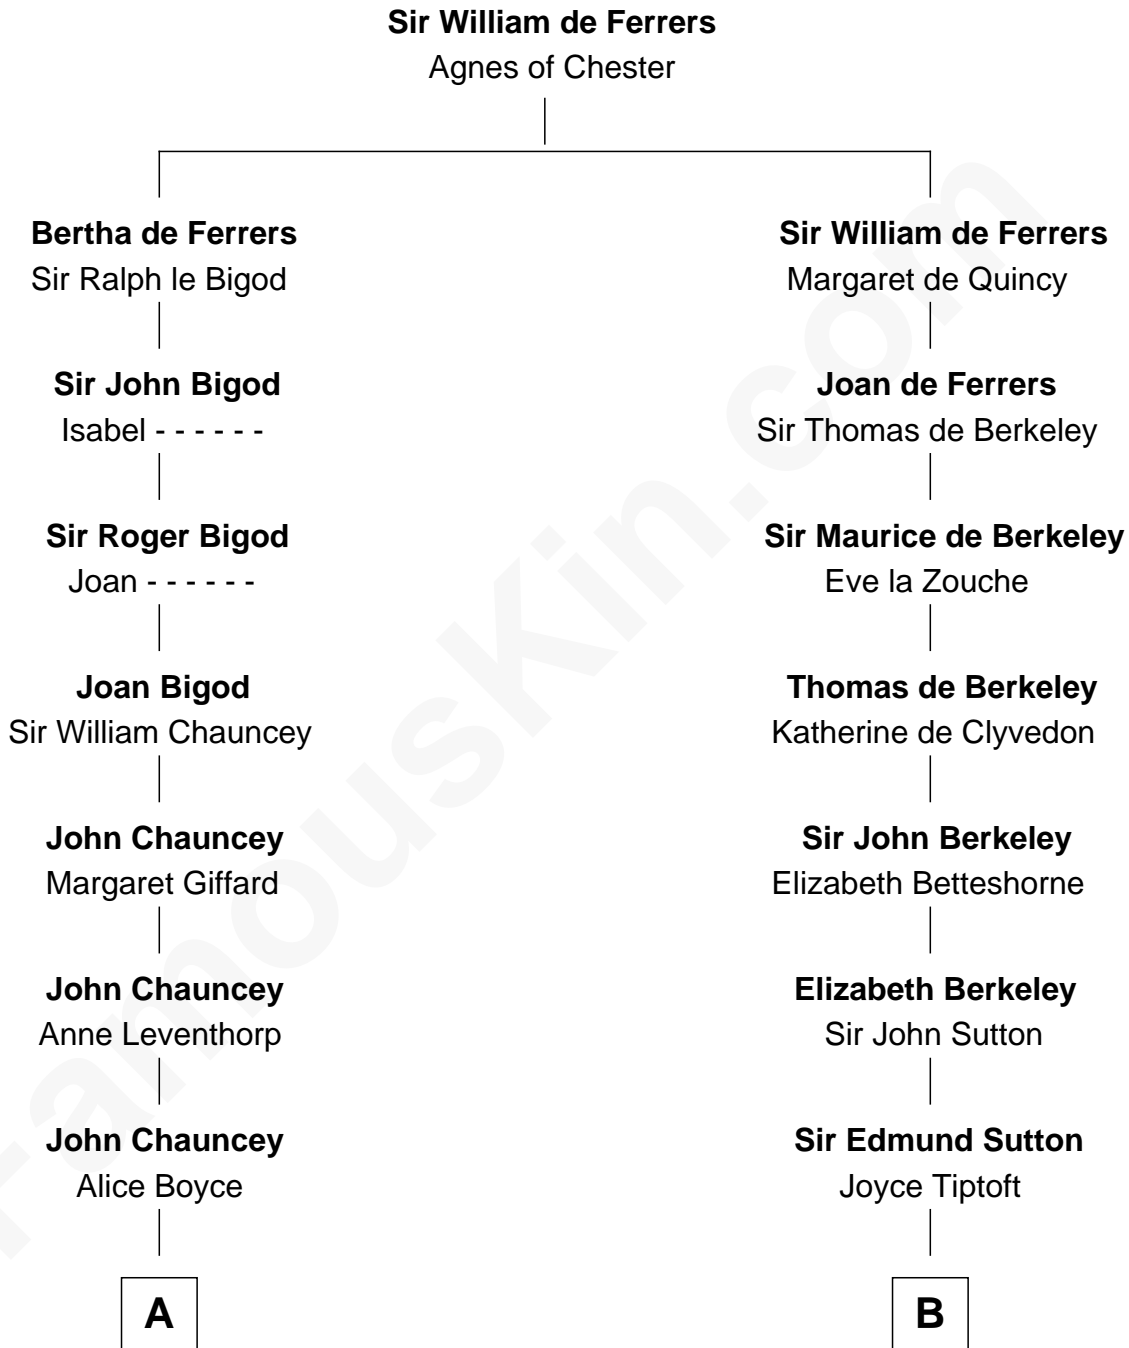 Sir William de Ferrers
Agnes of Chester
Bertha de Ferrers
Sir Ralph le Bigod
Sir William de Ferrers
Margaret de Quincy
Sir John Bigod
Isabel - - - - - -
Joan de Ferrers
Sir Thomas de Berkeley
Sir Roger Bigod
Joan - - - - - -
Sir Maurice de Berkeley
Eve la Zouche
Joan Bigod
Sir William Chauncey
Thomas de Berkeley
Katherine de Clyvedon
John Chauncey
Margaret Giffard
Sir John Berkeley
Elizabeth Betteshorne
John Chauncey
Anne Leventhorp
Elizabeth Berkeley
Sir John Sutton
John Chauncey
Alice Boyce
Sir Edmund Sutton
Joyce Tiptoft
A
B
FamousKin.com